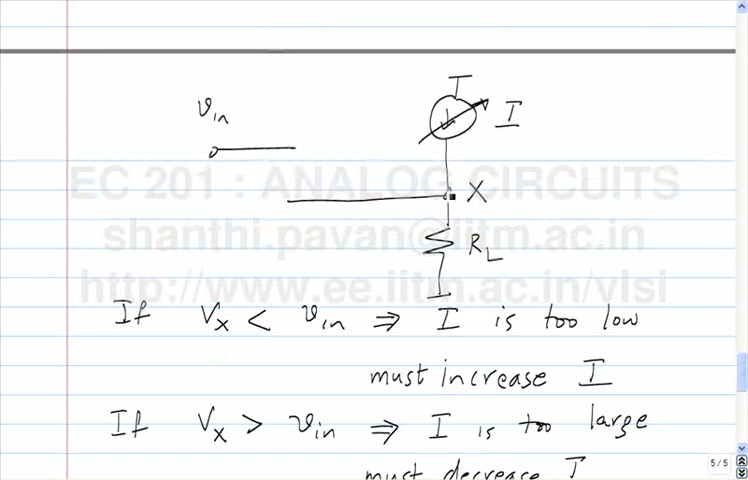 I
v_in
X
EC 201 : ANALOG CIRCUITS
shanthi.pavan@iitm.ac.in
R_L
http://www.ee.iitm.ac.in/vlsi
If V_X < v_in ⇒ I is too low
must increase I
If V_X > v_in ⇒ I is too large
must decrease I
5/5